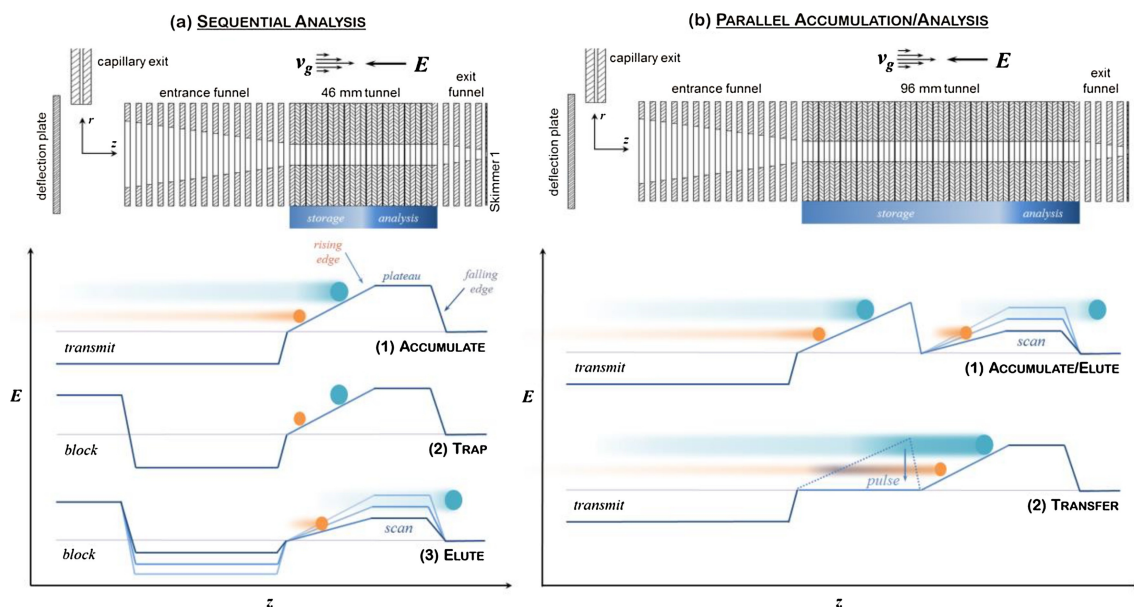 (a) SEQUENTIAL ANALYSIS
capillary exit
v_g
E
entrance funnel
46 mm tunnel
exit
funnel
deflection plate
r
z
Skimmer 1
storage
analysis
rising
edge
plateau
falling
edge
transmit
(1) ACCUMULATE
E
block
(2) TRAP
block
scan
(3) ELUTE
z
(b) PARALLEL ACCUMULATION/ANALYSIS
capillary exit
v_g
E
entrance funnel
96 mm tunnel
exit
funnel
deflection plate
r
z
storage
analysis
transmit
scan
(1) ACCUMULATE/ELUTE
E
transmit
pulse
(2) TRANSFER
z